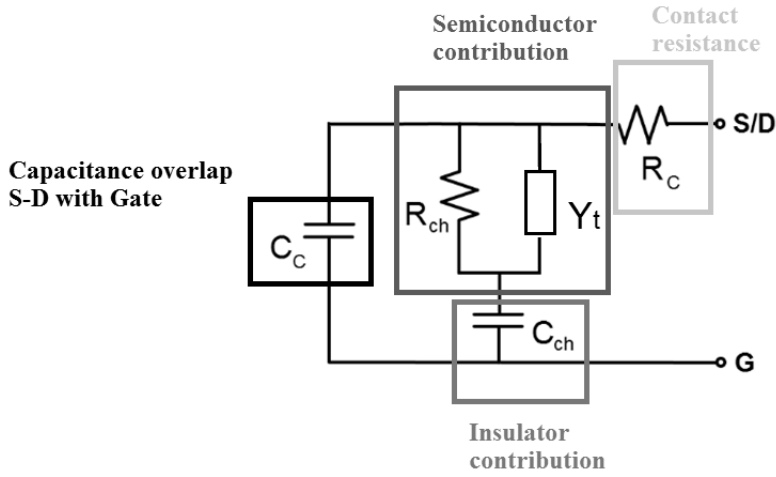 Semiconductor
contribution
Contact
resistance
S/D
R_C
Capacitance overlap
S-D with Gate
R_ch
Y_t
C_C
C_ch
G
Insulator
contribution